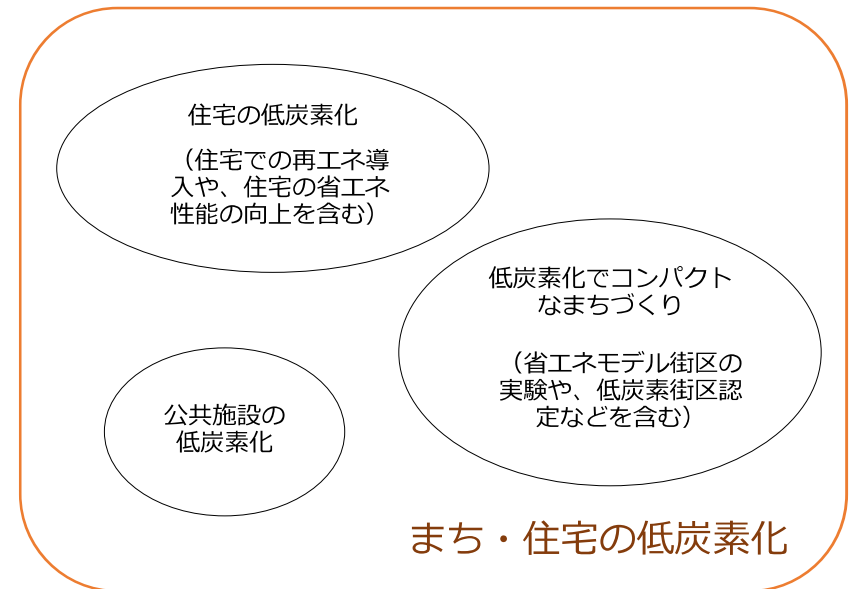 住宅の低炭素化
（住宅での再エネ導
入や、住宅の省エネ
性能の向上を含む）
低炭素化でコンパクト
なまちづくり
（省エネモデル街区の
実験や、低炭素街区認
定などを含む）
公共施設の
低炭素化
まち・住宅の低炭素化